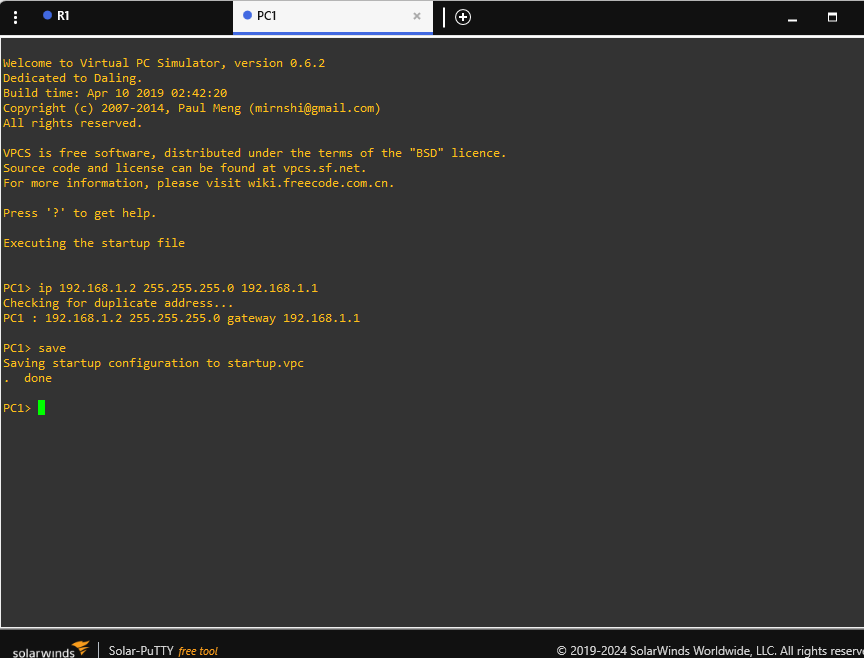 R1
PC1
Welcome to Virtual PC Simulator, version 0.6.2
Dedicated to Daling.
Build time: Apr 10 2019 02:42:20
Copyright (c) 2007-2014, Paul Meng (mirnshi@gmail.com)
All rights reserved.
VPCS is free software, distributed under the terms of the "BSD" licence.
Source code and license can be found at vpcs.sf.net.
For more information, please visit wiki.freecode.com.cn.
Press '?' to get help.
Executing the startup file
PC1> ip 192.168.1.2 255.255.255.0 192.168.1.1
Checking for duplicate address...
PC1 : 192.168.1.2 255.255.255.0 gateway 192.168.1.1
PC1> save
Saving startup configuration to startup.vpc
.  done
PC1>
solarwinds Solar-PuTTY free tool © 2019-2024 SolarWinds Worldwide, LLC. All rights reserv